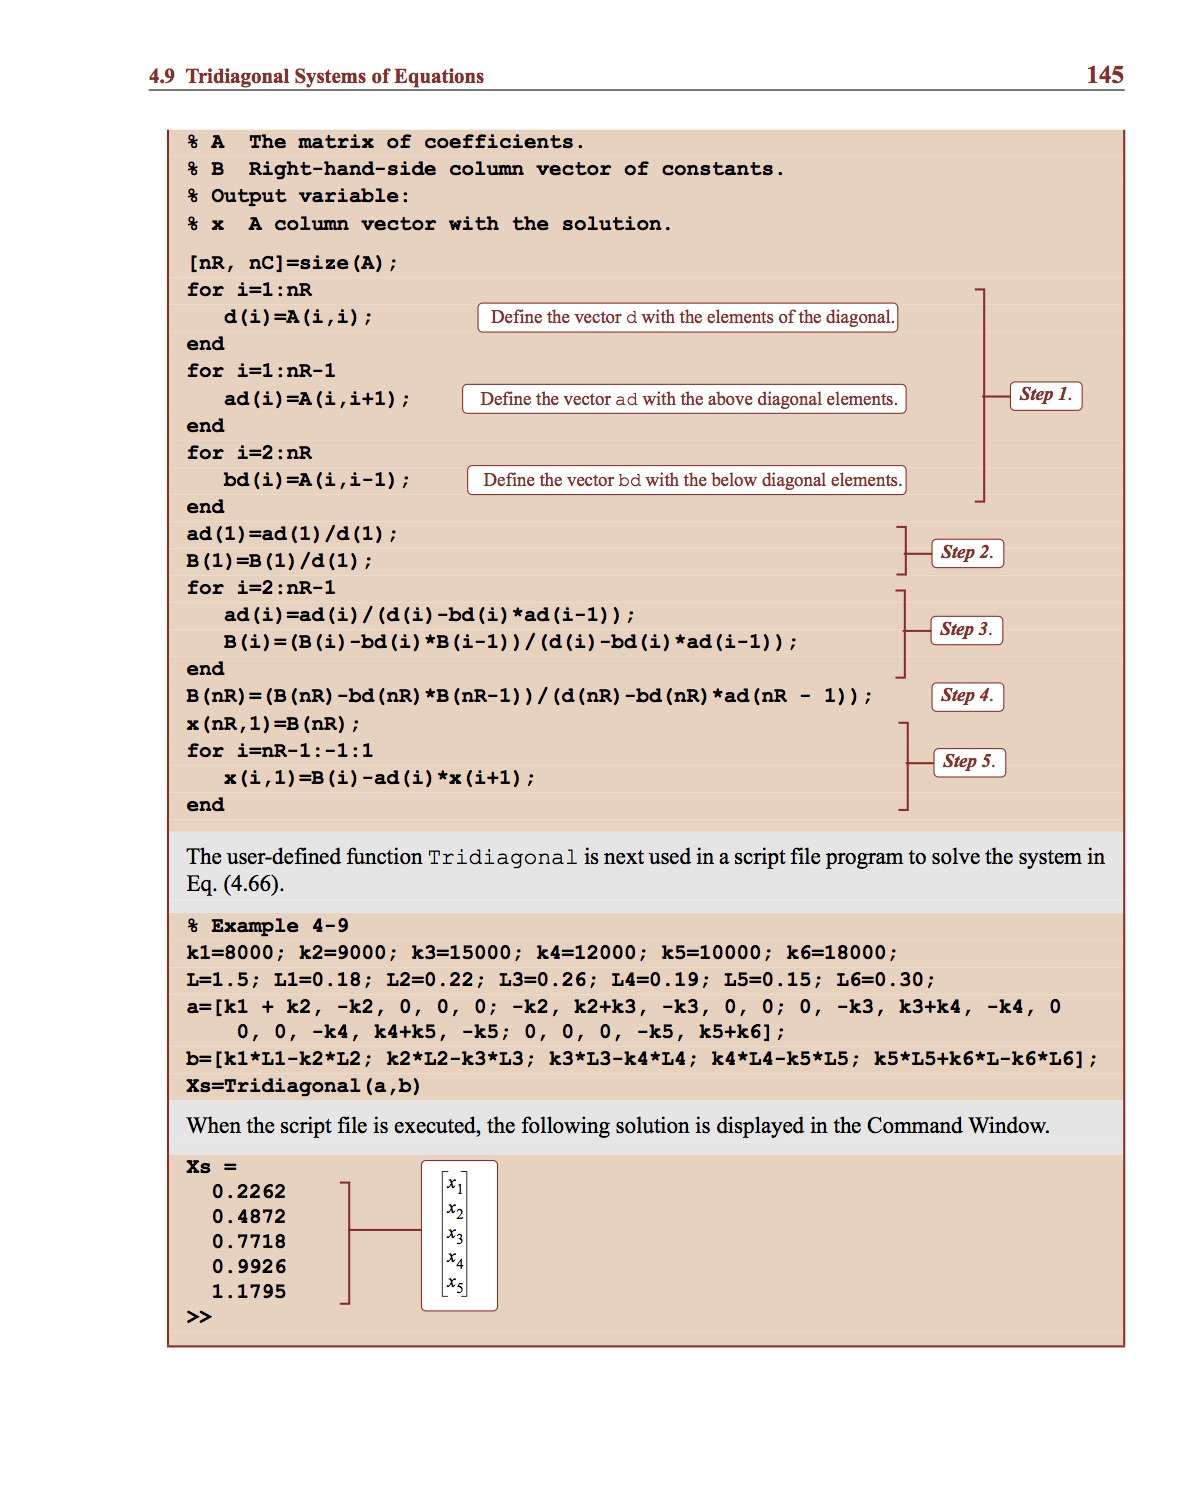 4.9 Tridiagonal Systems of Equations 145
% A The matrix of coefficients.
% B Right-hand-side column vector of constants.
% Output variable:
% x A column vector with the solution.
[nR, nC]=size(A);
for i=1:nR
d(i)=A(i,i); Define the vector d with the elements of the diagonal.
end
for i=1:nR-1
ad(i)=A(i,i+1); Define the vector ad with the above diagonal elements. Step 1.
end
for i=2:nR
bd(i)=A(i,i-1); Define the vector bd with the below diagonal elements.
end
ad(1)=ad(1)/d(1);
B(1)=B(1)/d(1); Step 2.
for i=2:nR-1
ad(i)=ad(i)/(d(i)-bd(i)*ad(i-1));
B(i)=(B(i)-bd(i)*B(i-1))/(d(i)-bd(i)*ad(i-1)); Step 3.
end
B(nR)=(B(nR)-bd(nR)*B(nR-1))/(d(nR)-bd(nR)*ad(nR - 1)); Step 4.
x(nR,1)=B(nR);
for i=nR-1:-1:1
x(i,1)=B(i)-ad(i)*x(i+1); Step 5.
end
The user-defined function Tridiagonal is next used in a script file program to solve the system in
Eq. (4.66).
% Example 4-9
k1=8000; k2=9000; k3=15000; k4=12000; k5=10000; k6=18000;
L=1.5; L1=0.18; L2=0.22; L3=0.26; L4=0.19; L5=0.15; L6=0.30;
a=[k1 + k2, -k2, 0, 0, 0; -k2, k2+k3, -k3, 0, 0; 0, -k3, k3+k4, -k4, 0
0, 0, -k4, k4+k5, -k5; 0, 0, 0, -k5, k5+k6];
b=[k1*L1-k2*L2; k2*L2-k3*L3; k3*L3-k4*L4; k4*L4-k5*L5; k5*L5+k6*L-k6*L6];
Xs=Tridiagonal(a,b)
When the script file is executed, the following solution is displayed in the Command Window.
Xs =
0.2262 x1
0.4872 x2
0.7718 x3
0.9926 x4
1.1795 x5
>>